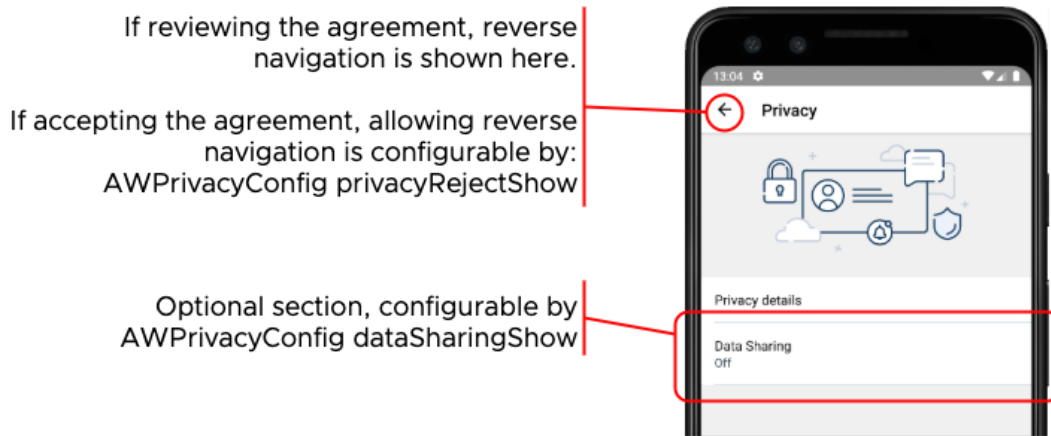 If reviewing the agreement, reverse
navigation is shown here.
If accepting the agreement, allowing reverse
navigation is configurable by:
AWPrivacyConfig privacyRejectShow
Optional section, configurable by
AWPrivacyConfig dataSharingShow
13:04
Privacy
Privacy details
Data Sharing
Off